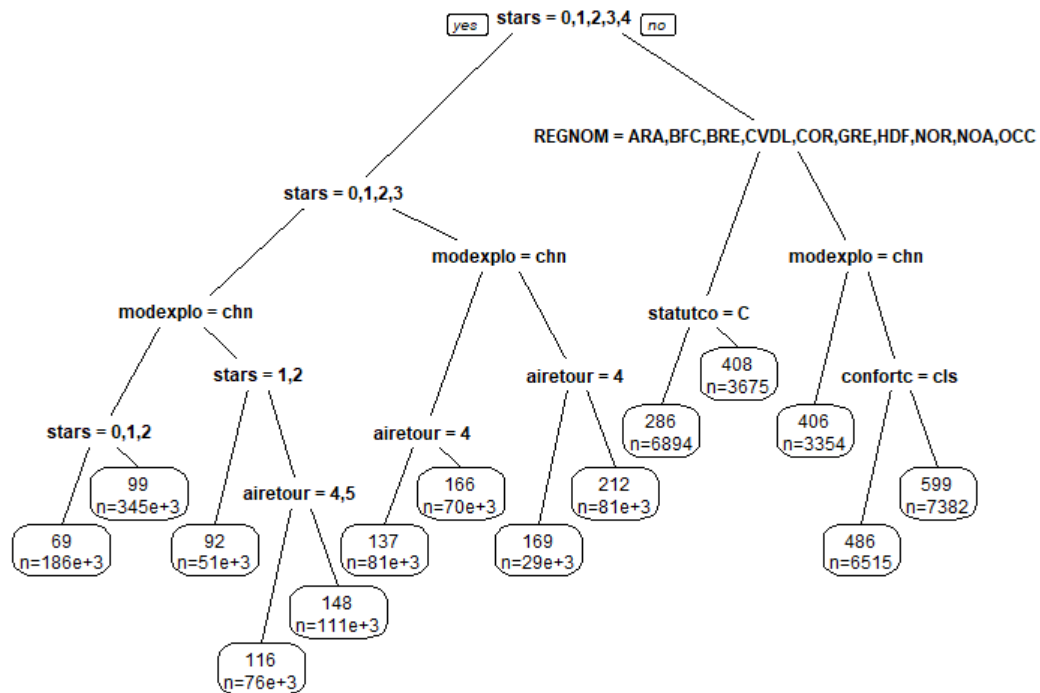 yes stars = 0,1,2,3,4 no
REGNOM = ARA,BFC,BRE,CVDL,COR,GRE,HDF,NOR,NOA,OCC
stars = 0,1,2,3
modexplo = chn
modexplo = chn
modexplo = chn
statutco = C
stars = 1,2
airetour = 4
408
n=3675
confortc = cls
stars = 0,1,2
airetour = 4
286
n=6894
406
n=3354
99
n=345e+3
airetour = 4,5
166
n=70e+3
212
n=81e+3
599
n=7382
69
n=186e+3
92
n=51e+3
137
n=81e+3
169
n=29e+3
486
n=6515
148
n=111e+3
116
n=76e+3